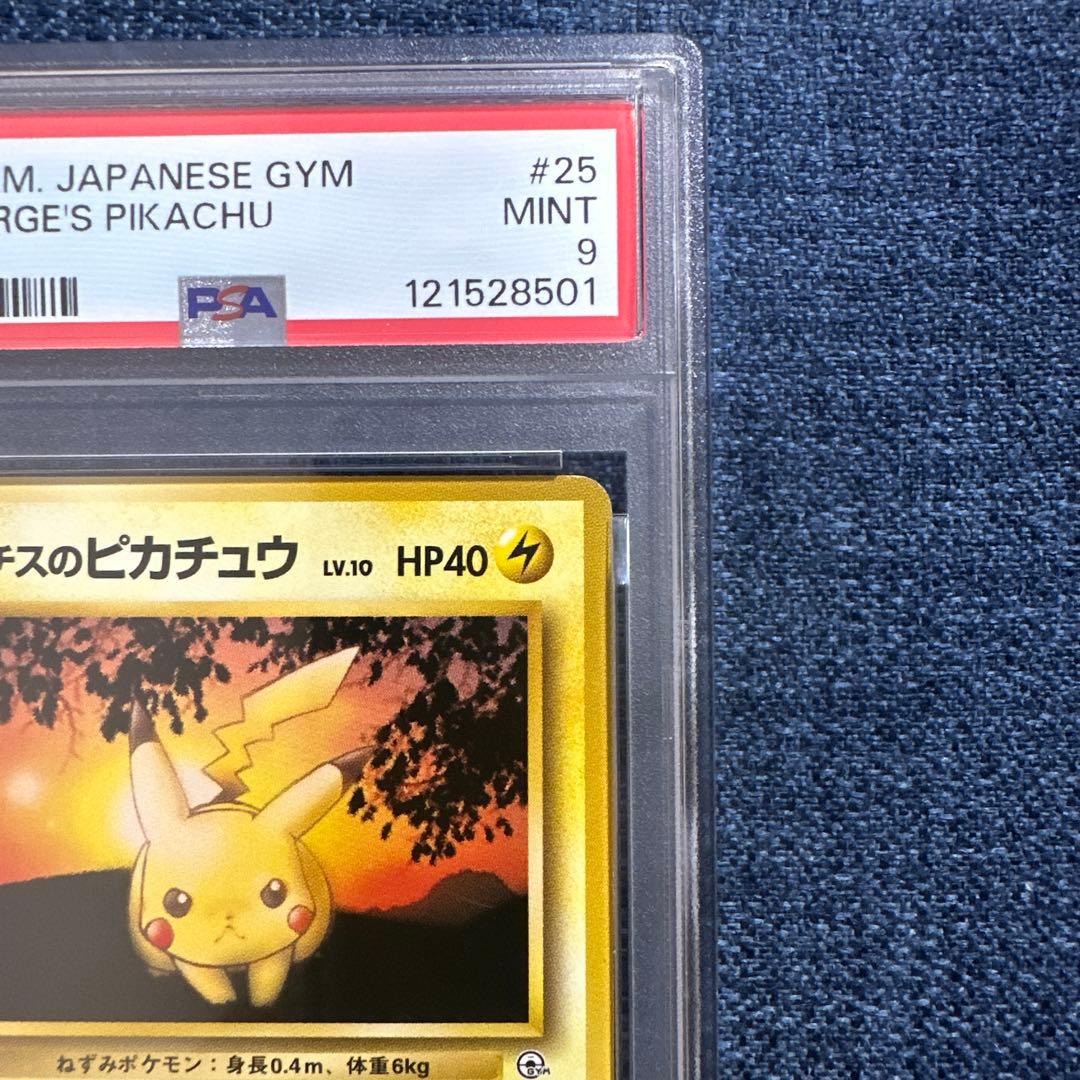 M. JAPANESE GYM #25
RGE'S PIKACHU MINT
9
PSA 121528501
チスのピカチュウ LV.10 HP40
ねずみポケモン：身長0.4m、体重6kg
GYM